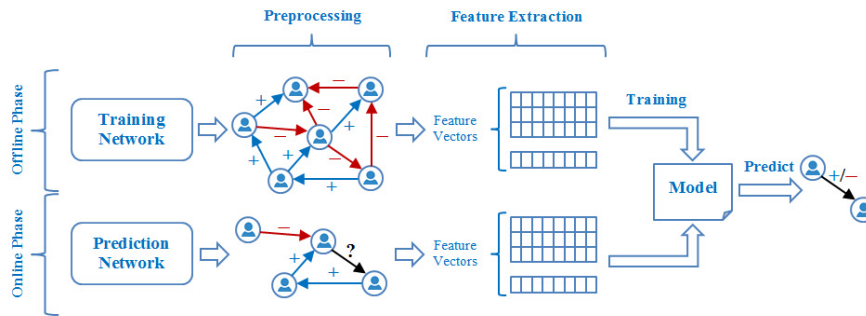 Preprocessing
Feature Extraction
Offline Phase
Training
Network
+
−
−
+
−
+
+
−
−
+
Feature
Vectors
Training
Model
Predict
+/−
Online Phase
Prediction
Network
−
?
+
+
Feature
Vectors